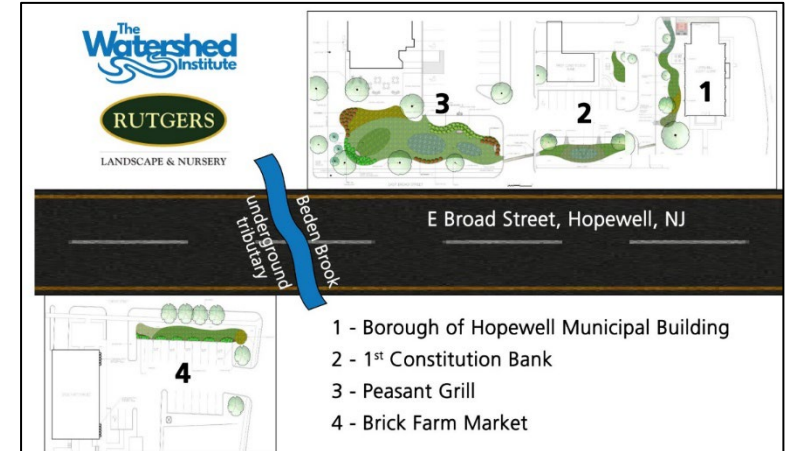 The
Watershed
Institute
RUTGERS
LANDSCAPE & NURSERY
3
2
1
E Broad Street, Hopewell, NJ
Beden Brook
underground
tributary
4
1 - Borough of Hopewell Municipal Building
2 - 1st Constitution Bank
3 - Peasant Grill
4 - Brick Farm Market